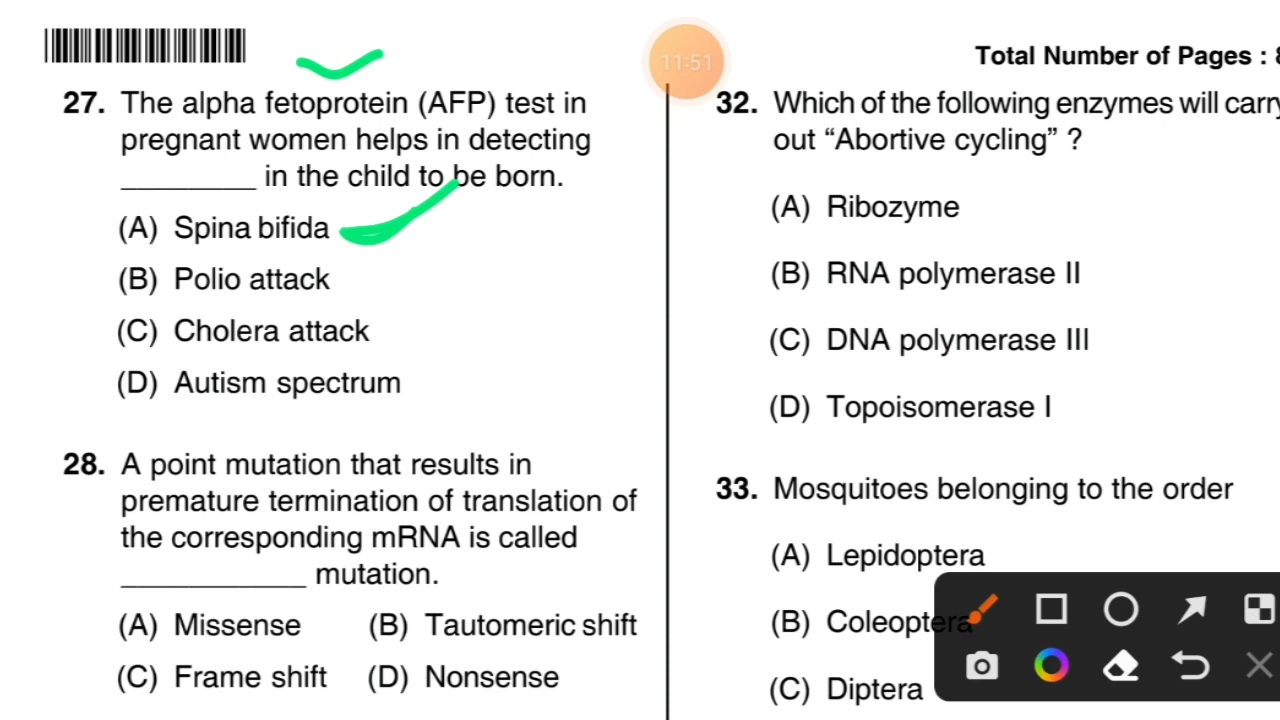 11:51
Total Number of Pages :
27. The alpha fetoprotein (AFP) test in
pregnant women helps in detecting
________ in the child to be born.
(A) Spina bifida
(B) Polio attack
(C) Cholera attack
(D) Autism spectrum
28. A point mutation that results in
premature termination of translation of
the corresponding mRNA is called
___________ mutation.
(A) Missense (B) Tautomeric shift
(C) Frame shift (D) Nonsense
32. Which of the following enzymes will carry
out “Abortive cycling” ?
(A) Ribozyme
(B) RNA polymerase II
(C) DNA polymerase III
(D) Topoisomerase I
33. Mosquitoes belonging to the order
(A) Lepidoptera
(B) Coleoptera
(C) Diptera